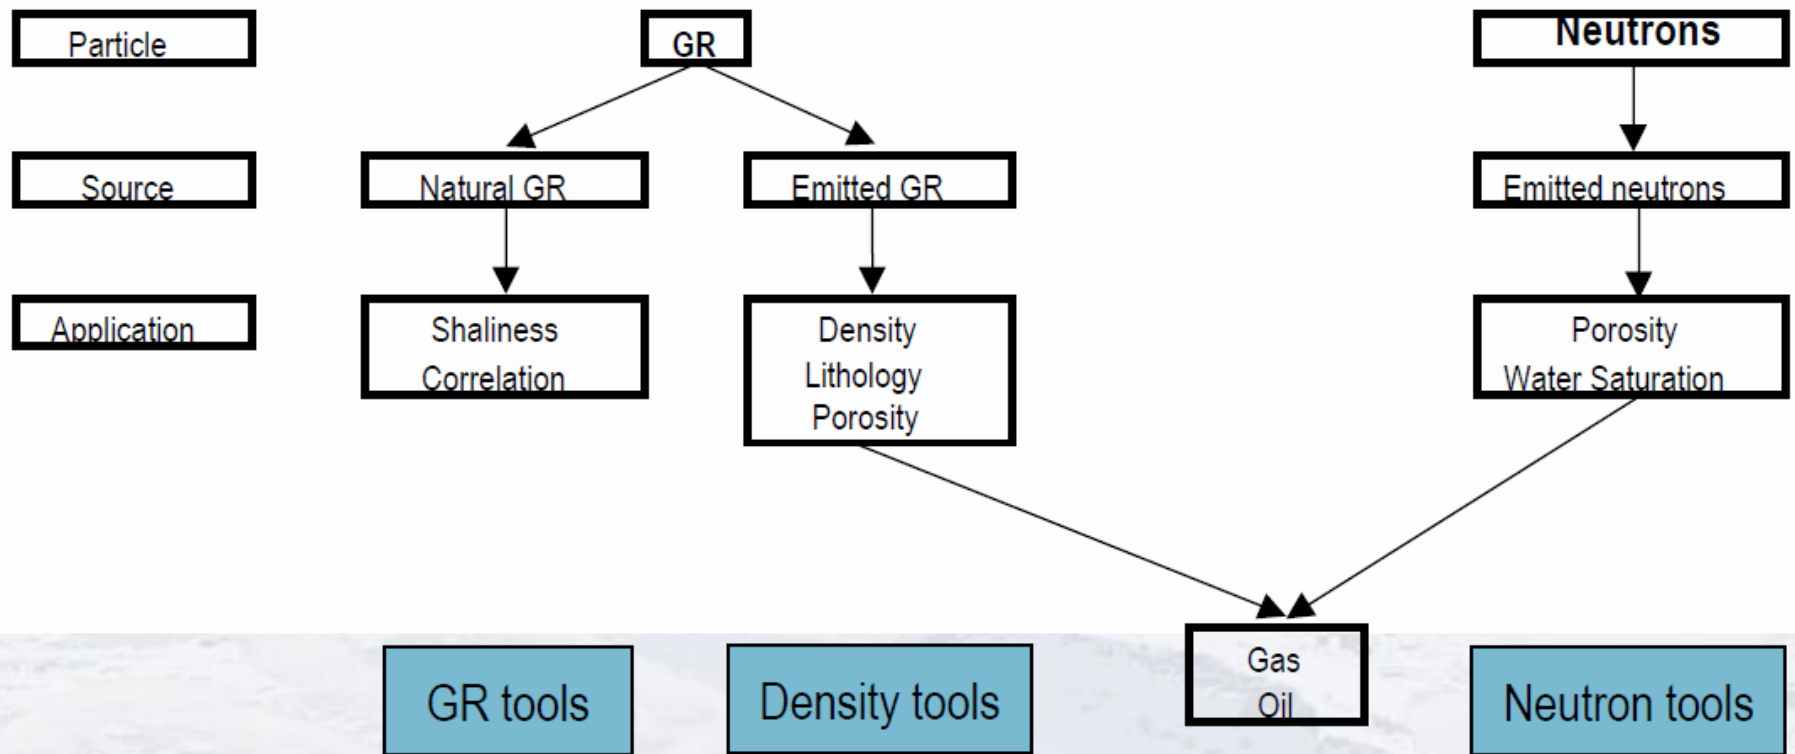 Particle
GR
Neutrons
Source
Natural GR
Emitted GR
Emitted neutrons
Application
Shaliness
Correlation
Density
Lithology
Porosity
Porosity
Water Saturation
Gas
Oil
GR tools
Density tools
Neutron tools